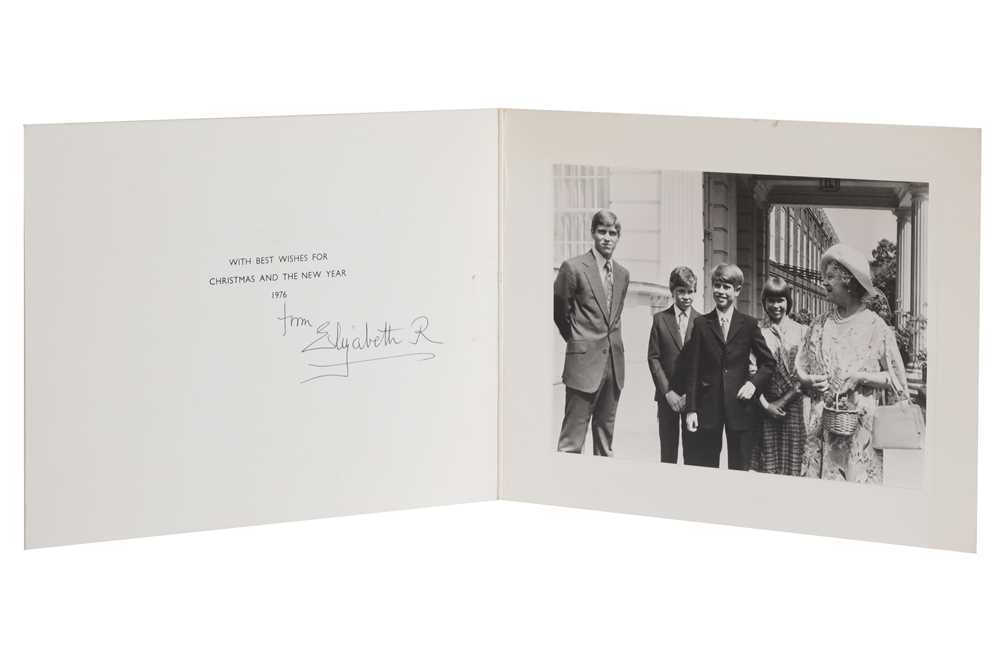 WITH BEST WISHES FOR
CHRISTMAS AND THE NEW YEAR
1976
from
Elizabeth R